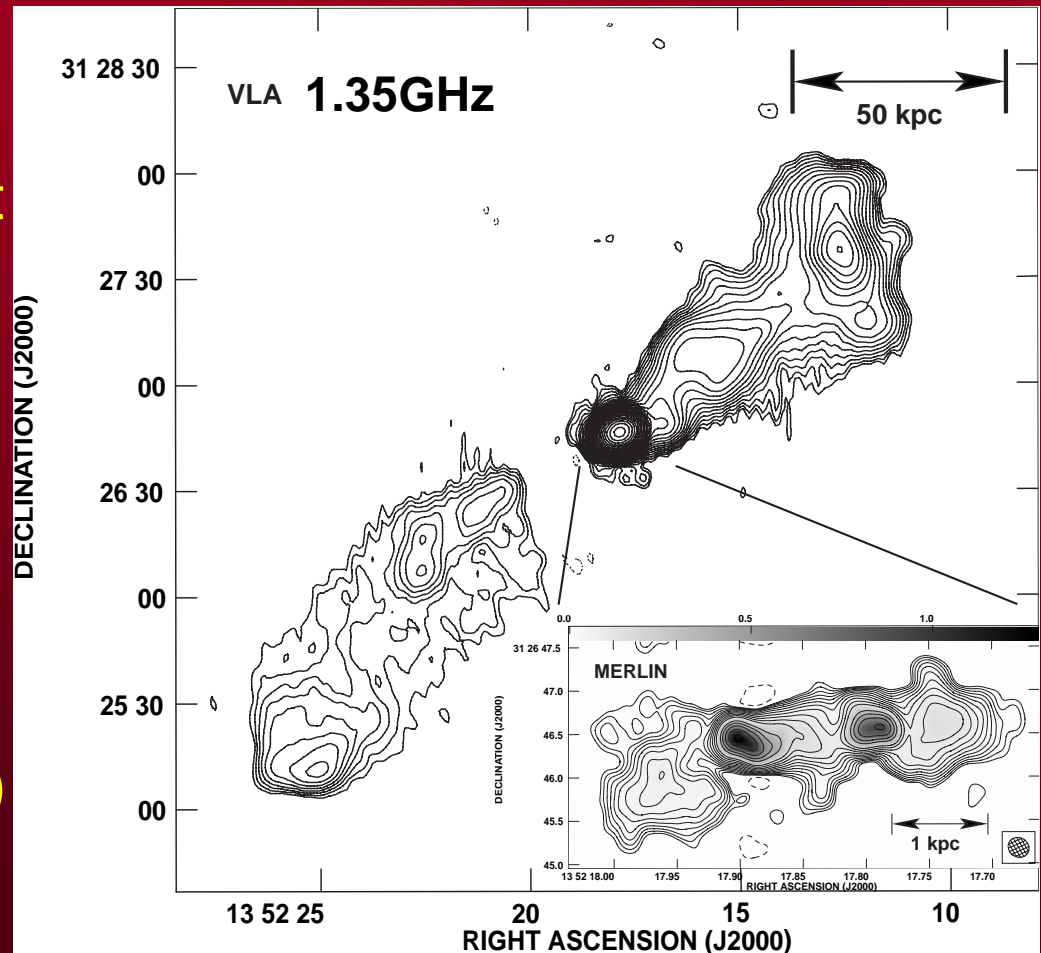 VLA 1.35GHz
50 kpc
31 28 30
00
27 30
00
26 30
00
25 30
00
DECLINATION (J2000)
13 52 25
20
15
10
RIGHT ASCENSION (J2000)
0.0
0.5
1.0
MERLIN
31 26 47.5
47.0
46.5
46.0
45.5
45.0
DECLINATION (J2000)
1 kpc
13 52 18.00
17.95
17.90
17.85
17.80
17.75
17.70
RIGHT ASCENSION (J2000)